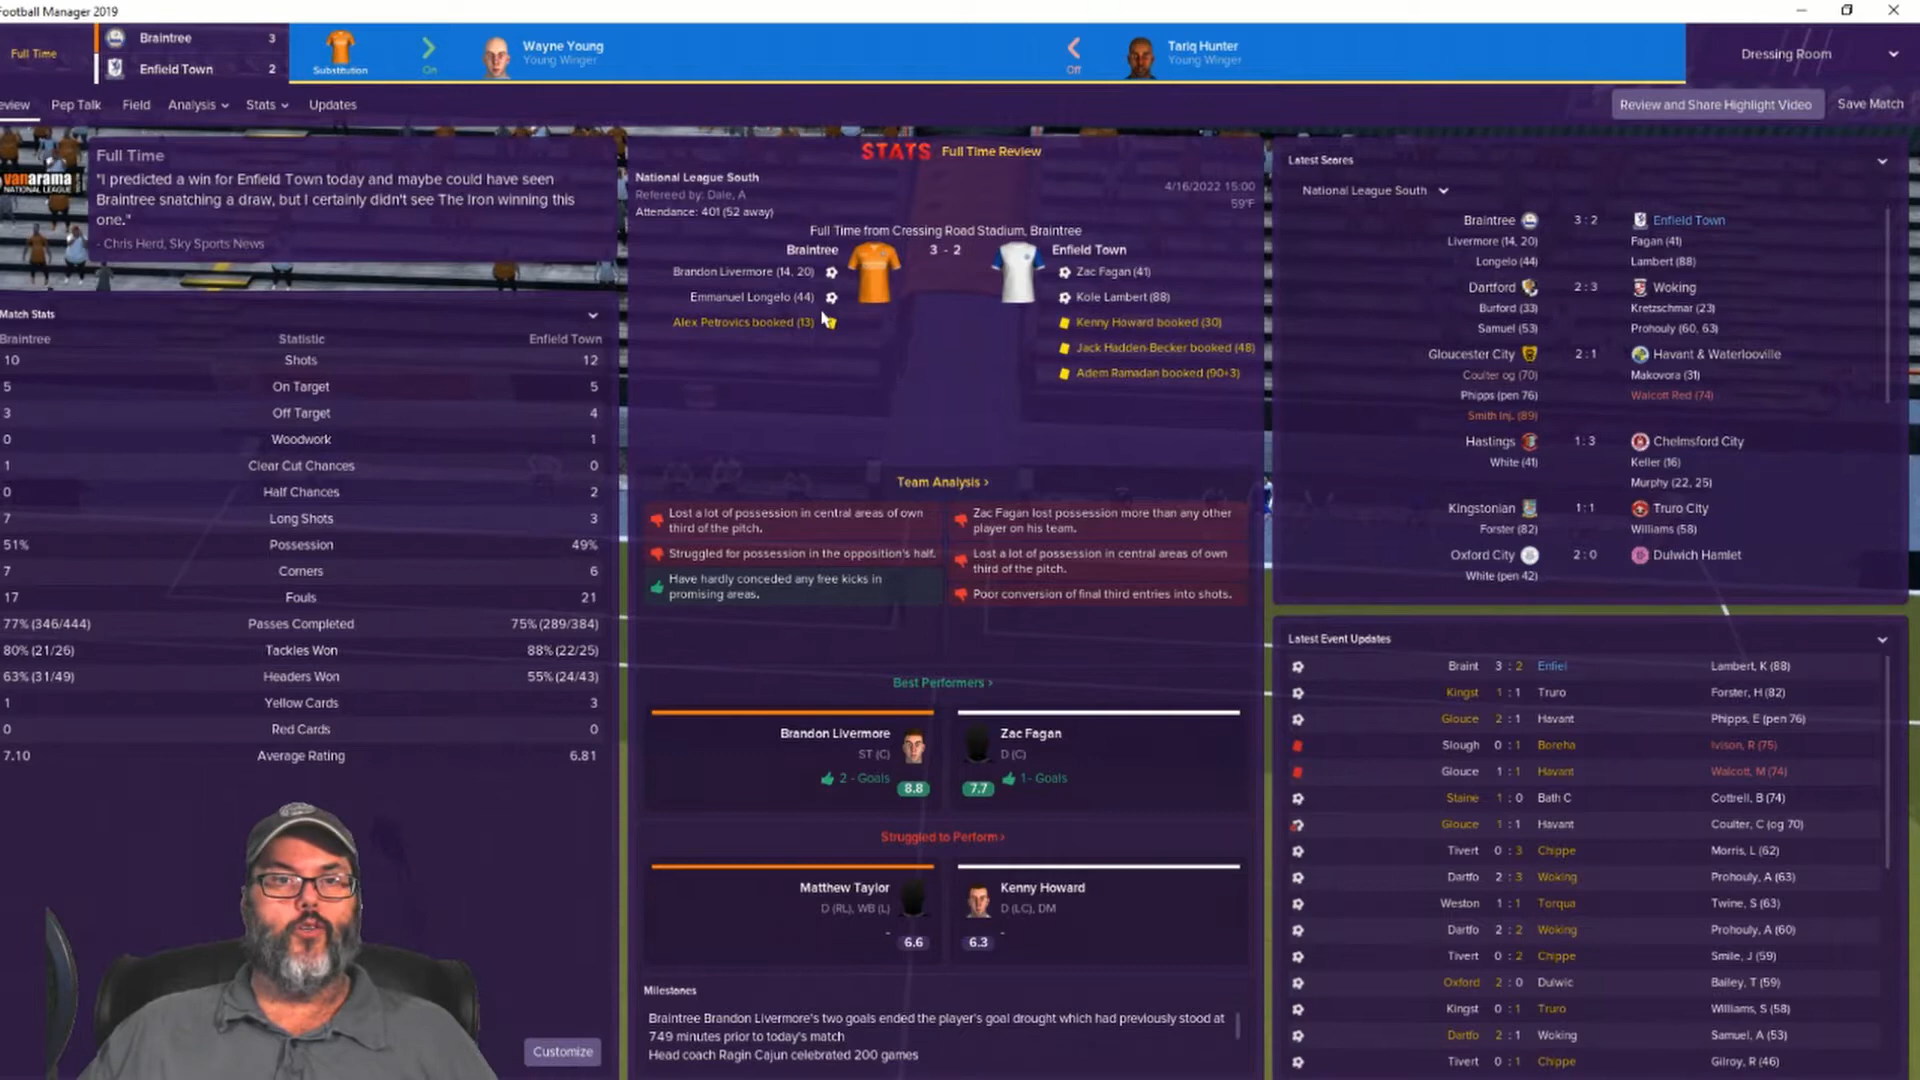 Football Manager 2019
Full Time
Braintree 3
Enfield Town 2
Substitution
On
Wayne Young
Young Winger
Off
Tariq Hunter
Young Winger
Dressing Room
eview Pep Talk Field Analysis Stats Updates
Review and Share Highlight Video Save Match
vanarama
NATIONAL LEAGUE
Full Time
"I predicted a win for Enfield Town today and maybe could have seen
Braintree snatching a draw, but I certainly didn't see The Iron winning this
one."
- Chris Herd, Sky Sports News
Match Stats
Braintree Statistic Enfield Town
10 Shots 12
5 On Target 5
3 Off Target 4
0 Woodwork 1
1 Clear Cut Chances 0
0 Half Chances 2
7 Long Shots 3
51% Possession 49%
7 Corners 6
17 Fouls 21
77% (346/444) Passes Completed 75% (289/384)
80% (21/26) Tackles Won 88% (22/25)
63% (31/49) Headers Won 55% (24/43)
1 Yellow Cards 3
0 Red Cards 0
7.10 Average Rating 6.81
Customize
STATS Full Time Review
National League South
Refereed by: Dale, A
Attendance: 401 (52 away)
4/16/2022 15:00
59°F
Full Time from Cressing Road Stadium, Braintree
Braintree 3 - 2 Enfield Town
Brandon Livermore (14, 20) Zac Fagan (41)
Emmanuel Longelo (44) Kole Lambert (88)
Alex Petrovics booked (13) Kenny Howard booked (30)
Jack Hadden-Becker booked (48)
Adem Ramadan booked (90+3)
Team Analysis >
Lost a lot of possession in central areas of own
third of the pitch.
Struggled for possession in the opposition's half.
Have hardly conceded any free kicks in
promising areas.
Zac Fagan lost possession more than any other
player on his team.
Lost a lot of possession in central areas of own
third of the pitch.
Poor conversion of final third entries into shots.
Best Performers >
Brandon Livermore
ST (C)
2 - Goals
8.8
Zac Fagan
D (C)
1 - Goals
7.7
Struggled to Perform >
Matthew Taylor
D (RL), WB (L)
-
6.6
Kenny Howard
D (LC), DM
-
6.3
Milestones
Braintree Brandon Livermore's two goals ended the player's goal drought which had previously stood at
749 minutes prior to today's match
Head coach Ragin Cajun celebrated 200 games
Latest Scores
National League South
Braintree 3 : 2 Enfield Town
Livermore (14, 20) Fagan (41)
Longelo (44) Lambert (88)
Dartford 2 : 3 Woking
Burford (33) Kretzschmar (23)
Samuel (53) Prohouly (60, 63)
Gloucester City 2 : 1 Havant & Waterlooville
Coulter og (70) Makovora (31)
Phipps (pen 76) Walcott Red (74)
Smith Inj. (89)
Hastings 1 : 3 Chelmsford City
White (41) Keller (16)
Murphy (22, 25)
Kingstonian 1 : 1 Truro City
Forster (82) Williams (58)
Oxford City 2 : 0 Dulwich Hamlet
White (pen 42)
Latest Event Updates
Braint 3 : 2 Enfiel Lambert, K (88)
Kingst 1 : 1 Truro Forster, H (82)
Glouce 2 : 1 Havant Phipps, E (pen 76)
Slough 0 : 1 Boreha Ivison, R (75)
Glouce 1 : 1 Havant Walcott, M (74)
Staine 1 : 0 Bath C Cottrell, B (74)
Glouce 1 : 1 Havant Coulter, C (og 70)
Tivert 0 : 3 Chippe Morris, L (62)
Dartfo 2 : 3 Woking Prohouly, A (63)
Weston 1 : 1 Torqua Twine, S (63)
Dartfo 2 : 2 Woking Prohouly, A (60)
Tivert 0 : 2 Chippe Smile, J (59)
Oxford 2 : 0 Dulwic Bailey, T (59)
Kingst 0 : 1 Truro Williams, S (58)
Dartfo 2 : 1 Woking Samuel, A (53)
Tivert 0 : 1 Chippe Gilroy, R (46)